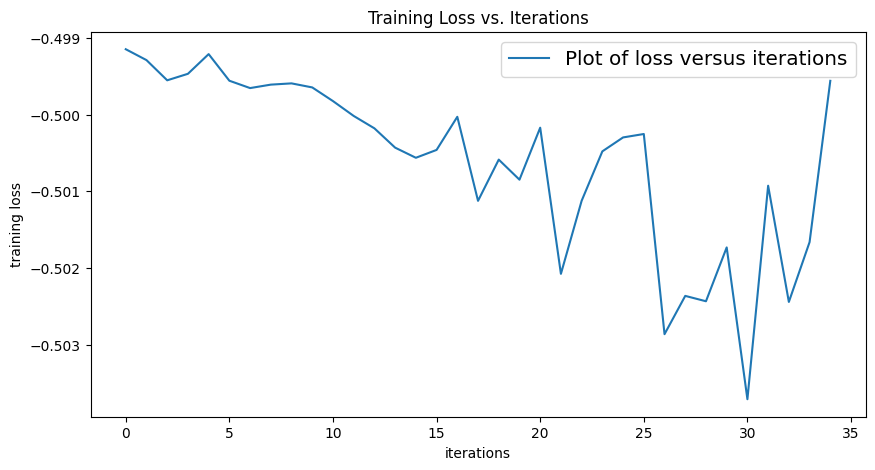 Training Loss vs. Iterations
Plot of loss versus iterations
−0.499
−0.500
−0.501
−0.502
−0.503
training loss
0 5 10 15 20 25 30 35
iterations